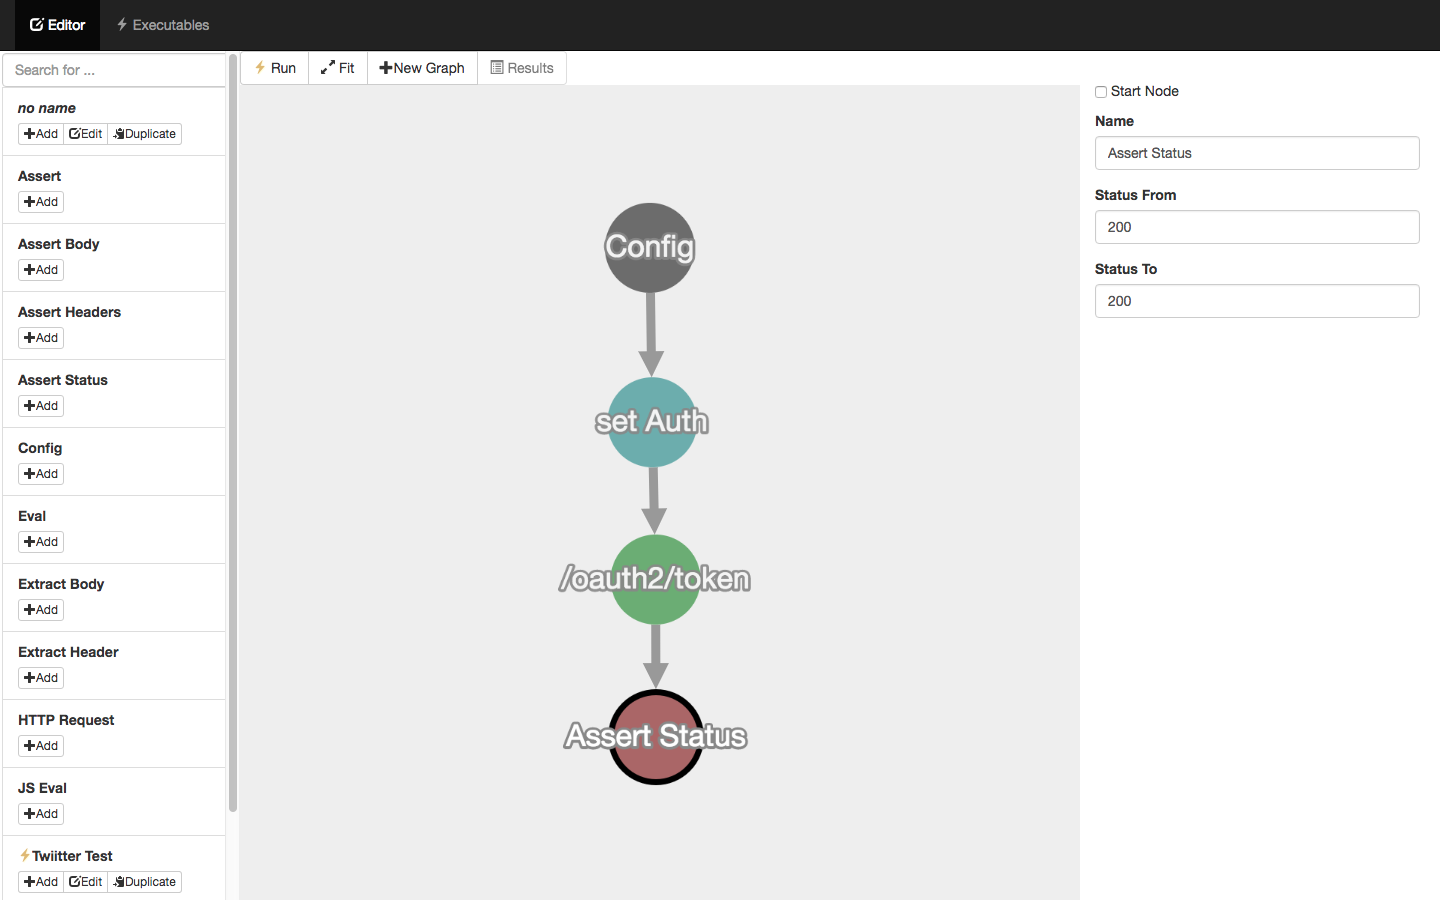 Editor Executables
Search for ...
Run Fit New Graph Results
no name
Add Edit Duplicate
Assert
Add
Assert Body
Add
Assert Headers
Add
Assert Status
Add
Config
Add
Eval
Add
Extract Body
Add
Extract Header
Add
HTTP Request
Add
JS Eval
Add
Twiitter Test
Add Edit Duplicate
Config
set Auth
/oauth2/token
Assert Status
Start Node
Name
Assert Status
Status From
200
Status To
200